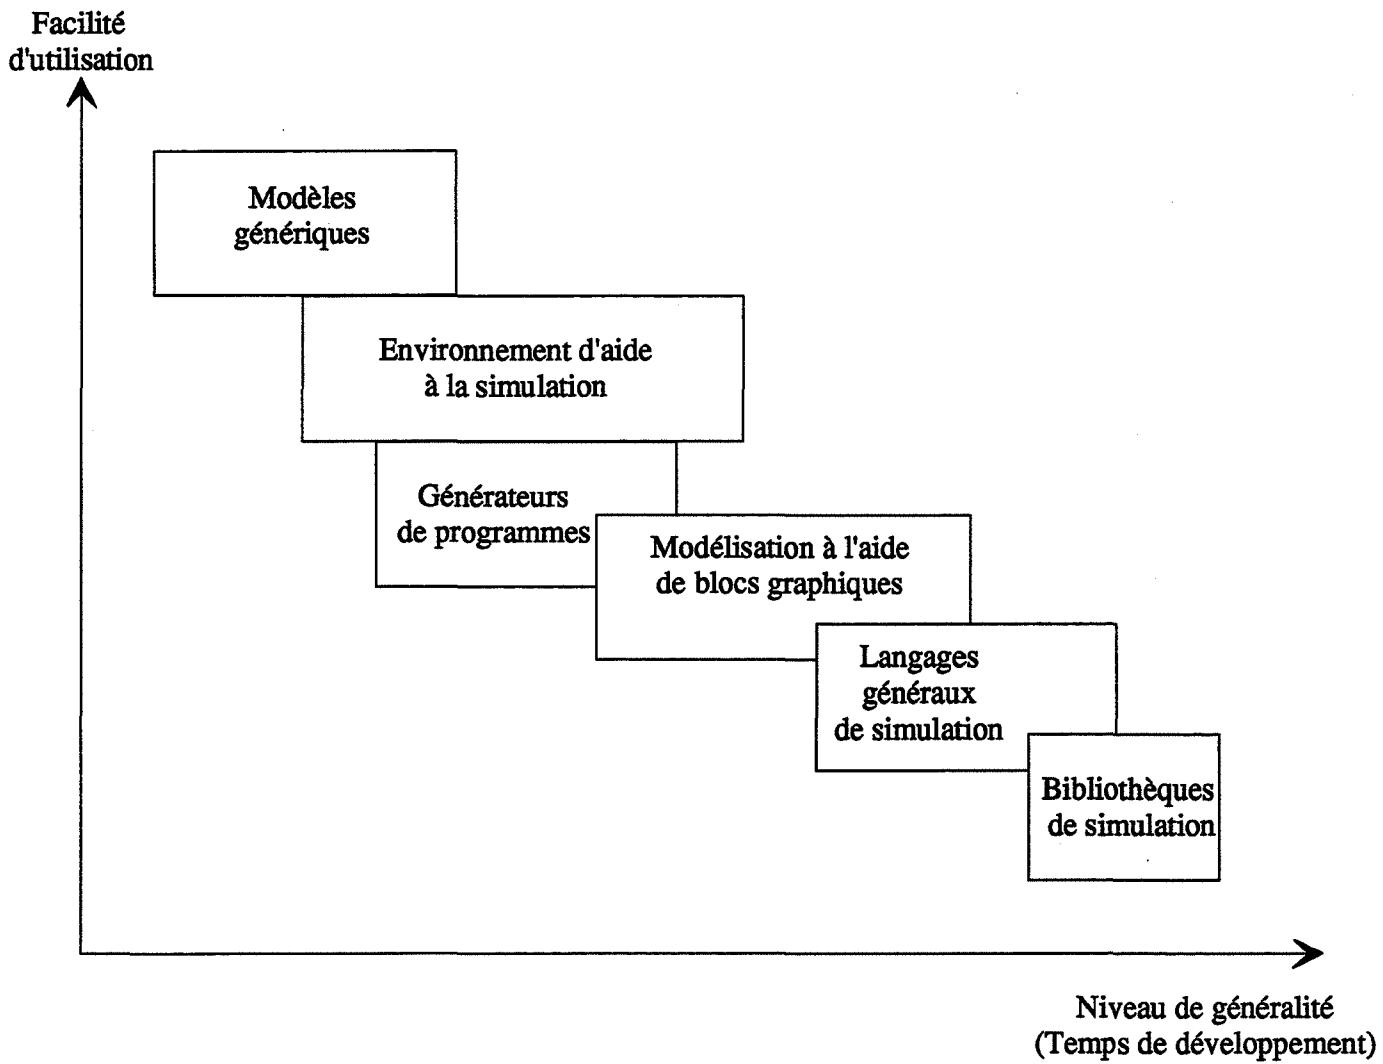 Facilité
d'utilisation
Modèles
génériques
Environnement d'aide
à la simulation
Générateurs
de programmes
Modélisation à l'aide
de blocs graphiques
Langages
généraux
de simulation
Bibliothèques
de simulation
Niveau de généralité
(Temps de développement)